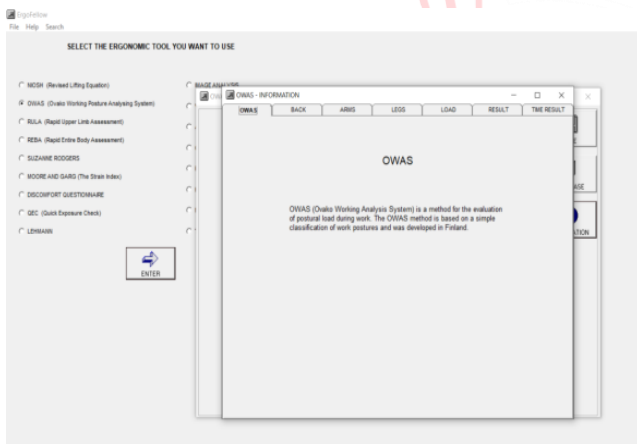 ErgoFellow
File Help Search
SELECT THE ERGONOMIC TOOL YOU WANT TO USE
NIOSH (Revised Lifting Equation)
OWAS (Ovako Working Posture Analysing System)
RULA (Rapid Upper Limb Assessment)
REBA (Rapid Entire Body Assessment)
SUZANNE RODGERS
MOORE AND GARG (The Strain Index)
DISCOMFORT QUESTIONNAIRE
QEC (Quick Exposure Check)
LEHMANN
ENTER
IMAGE ANALYSIS
OWAS - INFORMATION
OWAS BACK ARMS LEGS LOAD RESULT TIME RESULT
OWAS
OWAS (Ovako Working Analysis System) is a method for the evaluation
of postural load during work. The OWAS method is based on a simple
classification of work postures and was developed in Finland.